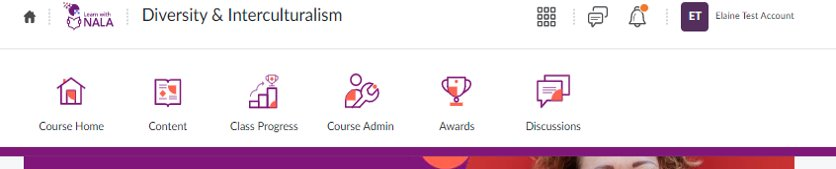 Learn with
NALA
Diversity & Interculturalism
ET
Elaine Test Account
Course Home
Content
Class Progress
Course Admin
Awards
Discussions